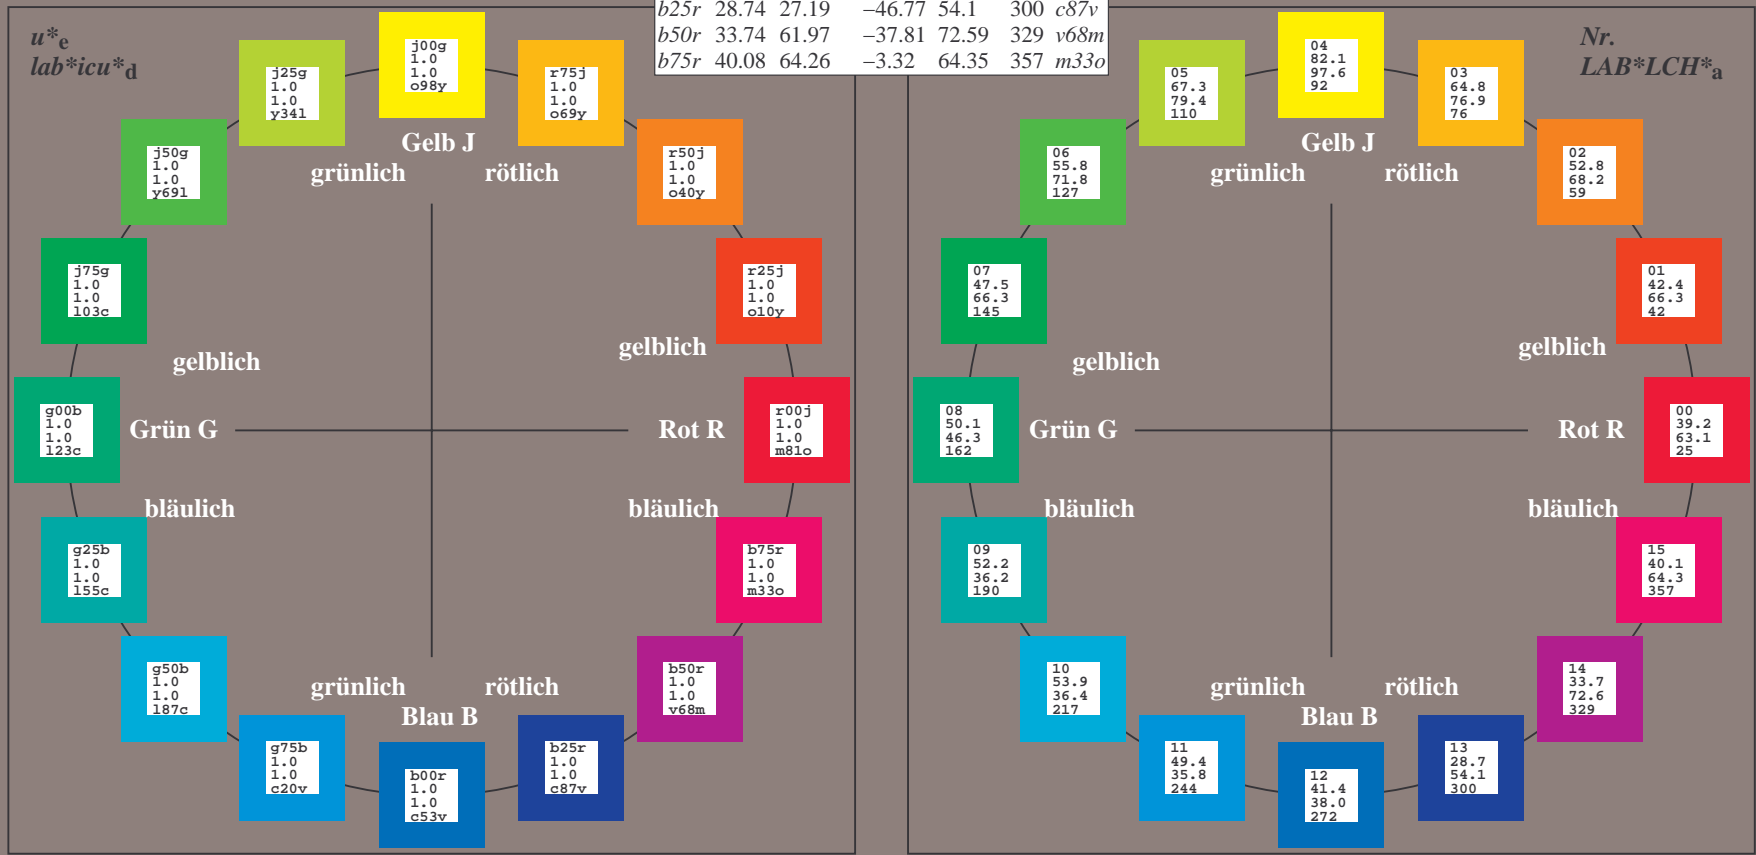 b25r 28.74 27.19 −46.77 54.1 300 c87v
b50r 33.74 61.97 −37.81 72.59 329 v68m
b75r 40.08 64.26 −3.32 64.35 357 m33o
u*e
lab*icu*d
j00g
1.0
1.0
o98y
r75j
1.0
1.0
o69y
r50j
1.0
1.0
o40y
r25j
1.0
1.0
o10y
r00j
1.0
1.0
m81o
b75r
1.0
1.0
m33o
b50r
1.0
1.0
v68m
b25r
1.0
1.0
c87v
b00r
1.0
1.0
c53v
g75b
1.0
1.0
c20v
g50b
1.0
1.0
l87c
g25b
1.0
1.0
l55c
g00b
1.0
1.0
l23c
j75g
1.0
1.0
l03c
j50g
1.0
1.0
y69l
j25g
1.0
1.0
y34l
Gelb J
grünlich rötlich
gelblich
gelblich
Grün G
Rot R
bläulich
bläulich
grünlich rötlich
Blau B
Nr.
LAB*LCH*a
04
82.1
97.6
92
03
64.8
76.9
76
02
52.8
68.2
59
01
42.4
66.3
42
00
39.2
63.1
25
15
40.1
64.3
357
14
33.7
72.6
329
13
28.7
54.1
300
12
41.4
38.0
272
11
49.4
35.8
244
10
53.9
36.4
217
09
52.2
36.2
190
08
50.1
46.3
162
07
47.5
66.3
145
06
55.8
71.8
127
05
67.3
79.4
110
Gelb J
grünlich rötlich
gelblich
gelblich
Grün G
Rot R
bläulich
bläulich
grünlich rötlich
Blau B